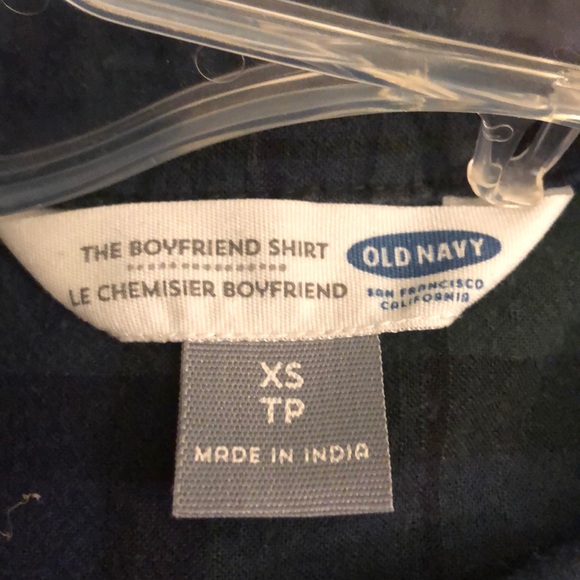 THE BOYFRIEND SHIRT
LE CHEMISIER BOYFRIEND
OLD NAVY
SAN FRANCISCO
CALIFORNIA
XS
TP
MADE IN INDIA